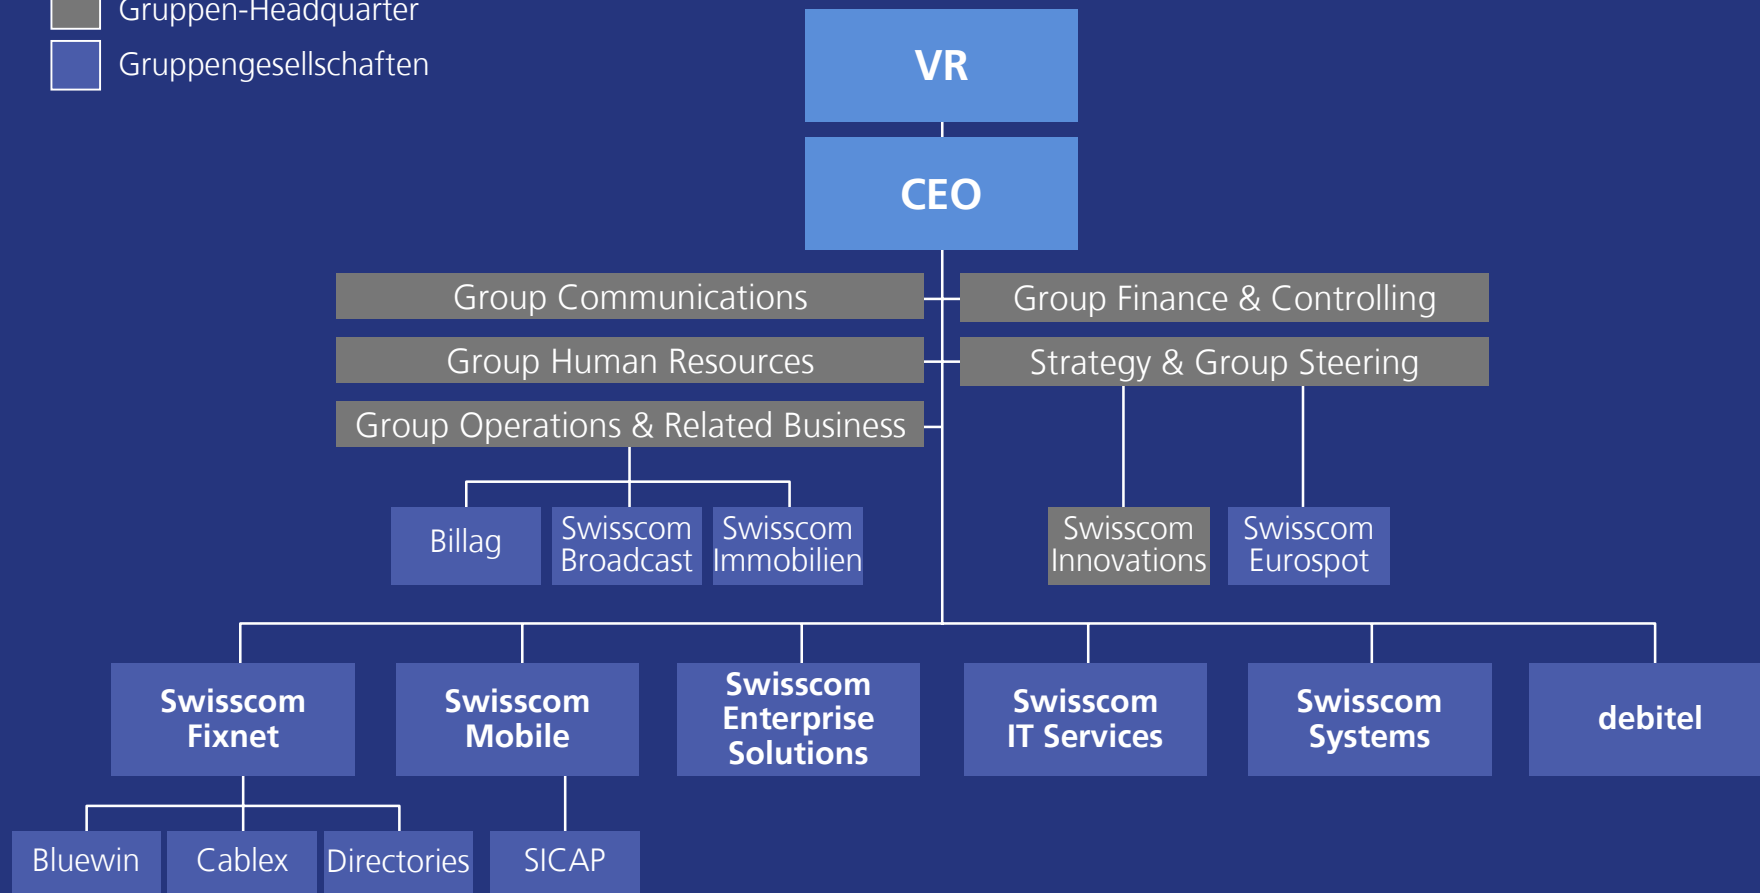 Gruppen-Headquarter
Gruppengesellschaften
VR
CEO
Group Communications
Group Finance & Controlling
Group Human Resources
Strategy & Group Steering
Group Operations & Related Business
Billag
Swisscom
Broadcast
Swisscom
Immobilien
Swisscom
Innovations
Swisscom
Eurospot
Swisscom
Fixnet
Swisscom
Mobile
Swisscom
Enterprise
Solutions
Swisscom
IT Services
Swisscom
Systems
debitel
Bluewin
Cablex
Directories
SICAP